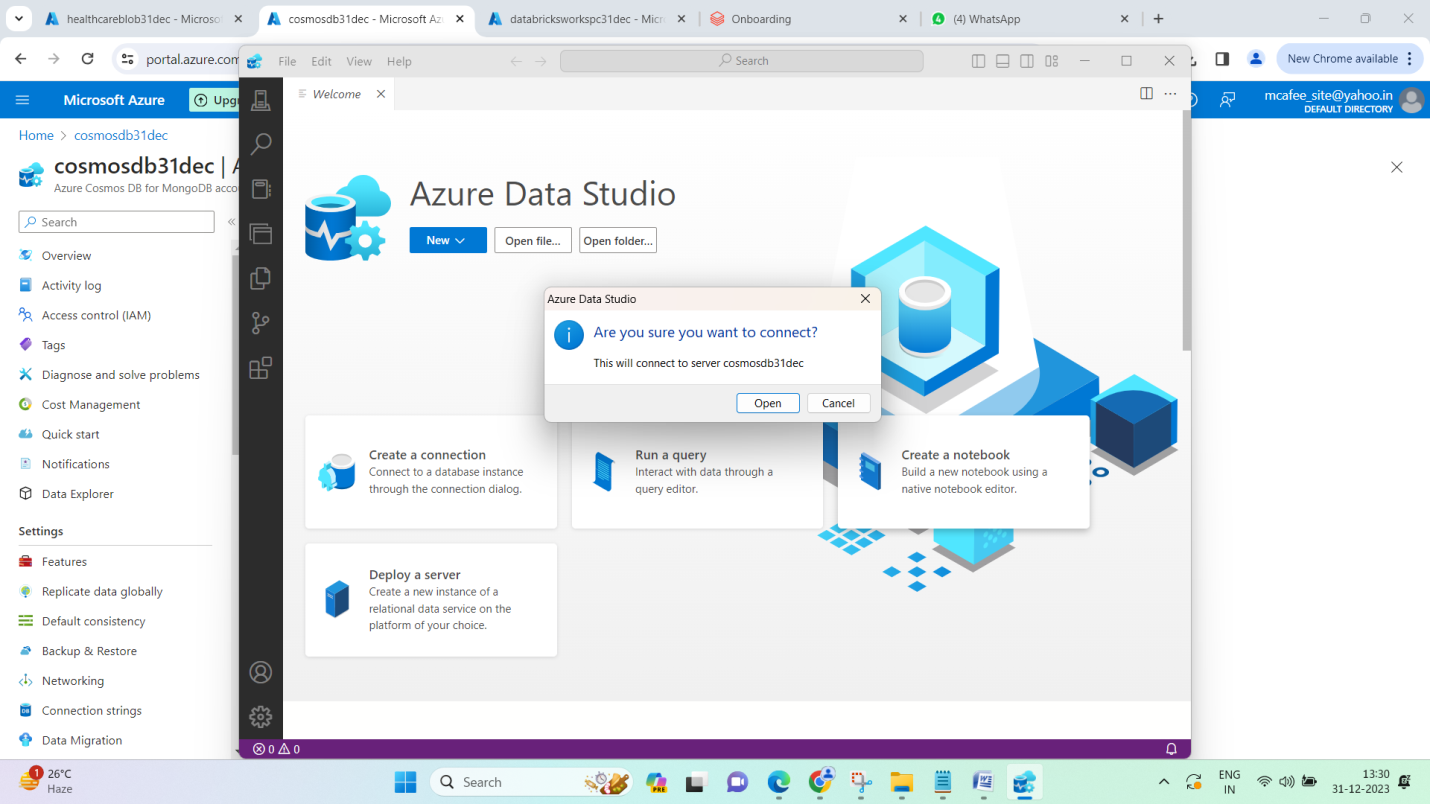 healthcareblob31dec - Microso
cosmosdb31dec - Microsoft Az
databricksworkspc31dec - Micr
Onboarding
(4) WhatsApp
portal.azure.com
New Chrome available
File Edit View Help
Search
Microsoft Azure
Upg
mcafee_site@yahoo.in
DEFAULT DIRECTORY
Welcome
Home > cosmosdb31dec
cosmosdb31dec | A
Azure Cosmos DB for MongoDB accou
Search
Overview
Activity log
Access control (IAM)
Tags
Diagnose and solve problems
Cost Management
Quick start
Notifications
Data Explorer
Settings
Features
Replicate data globally
Default consistency
Backup & Restore
Networking
Connection strings
Data Migration
Azure Data Studio
New
Open file...
Open folder...
Azure Data Studio
Are you sure you want to connect?
This will connect to server cosmosdb31dec
Open
Cancel
Create a connection
Connect to a database instance
through the connection dialog.
Run a query
Interact with data through a
query editor.
Create a notebook
Build a new notebook using a
native notebook editor.
Deploy a server
Create a new instance of a
relational data service on the
platform of your choice.
0 0
1
26°C
Haze
Search
PRE
ENG
IN
13:30
31-12-2023